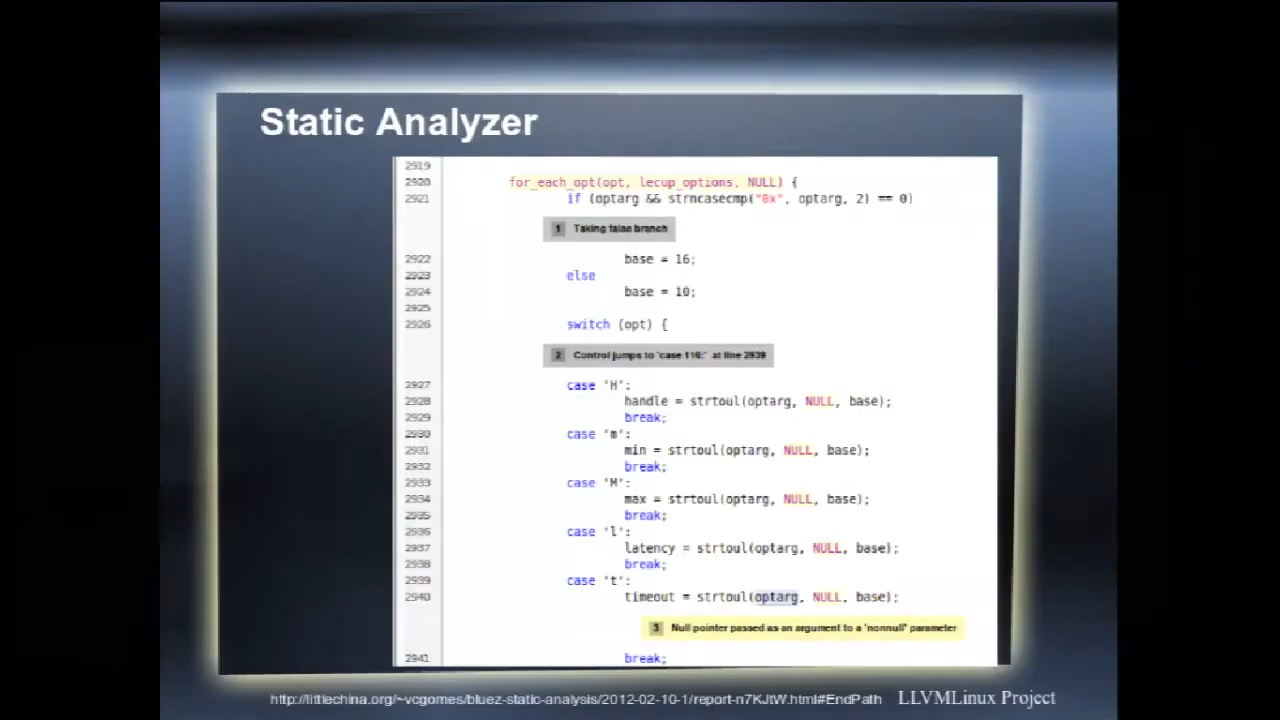 Static Analyzer
2919
2920 for_each_opt(opt, lecup_options, NULL) {
2921 if (optarg && strncasecmp("0x", optarg, 2) == 0)
1 Taking false branch
2922 base = 16;
2923 else
2924 base = 10;
2925
2926 switch (opt) {
2 Control jumps to 'case 116:' at line 2939
2927 case 'H':
2928 handle = strtoul(optarg, NULL, base);
2929 break;
2930 case 'm':
2931 min = strtoul(optarg, NULL, base);
2932 break;
2933 case 'M':
2934 max = strtoul(optarg, NULL, base);
2935 break;
2936 case 'l':
2937 latency = strtoul(optarg, NULL, base);
2938 break;
2939 case 't':
2940 timeout = strtoul(optarg, NULL, base);
3 Null pointer passed as an argument to a 'nonnull' parameter
2941 break;
http://littlechina.org/~vcgomes/bluez-static-analysis/2012-02-10-1/report-n7KJtW.html#EndPath LLVMLinux Project